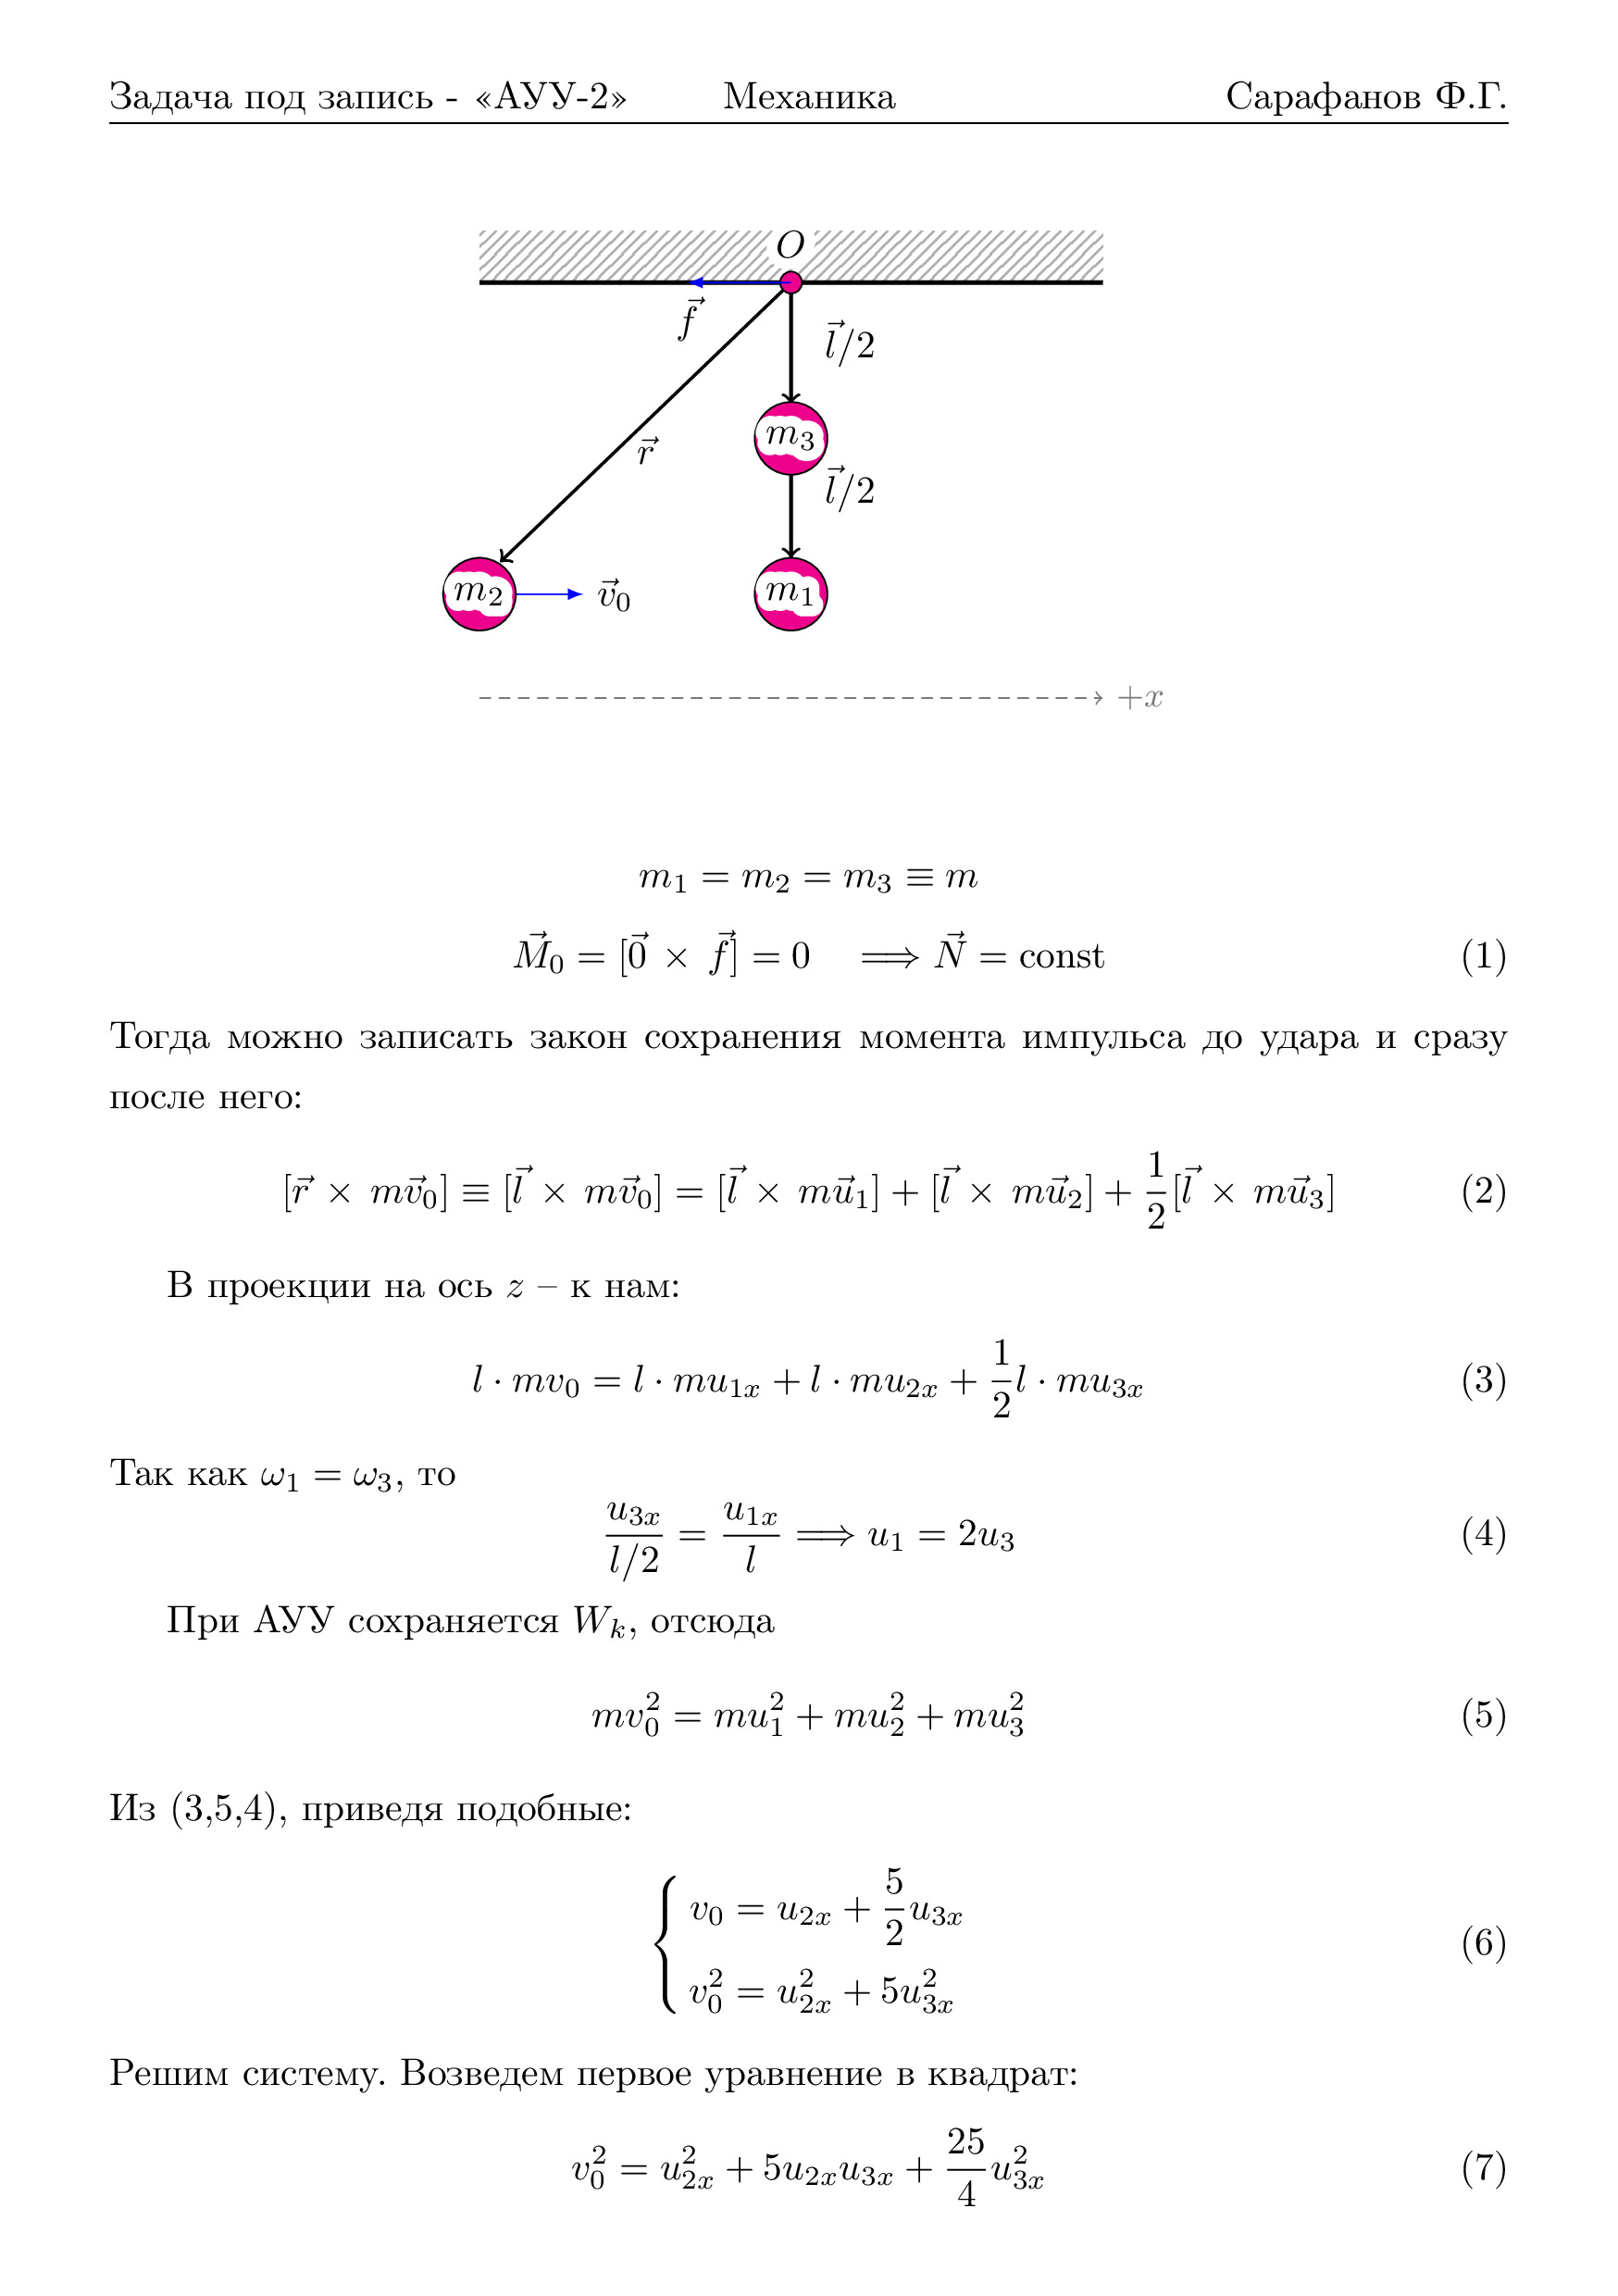 Задача под запись - «АУУ-2» Механика Сарафанов Ф.Г.
O
$\vec{f}$
$\vec{l}/2$
$m_3$
$\vec{r}$
$\vec{l}/2$
$m_2$ $\vec{v}_0$ $m_1$
$+x$
$m_1 = m_2 = m_3 \equiv m$
$\vec{M}_0 = [\vec{0} \times \vec{f}] = 0 \quad \Longrightarrow \vec{N} = \text{const}$ (1)
Тогда можно записать закон сохранения момента импульса до удара и сразу
после него:
$[\vec{r} \times m\vec{v}_0] \equiv [\vec{l} \times m\vec{v}_0] = [\vec{l} \times m\vec{u}_1] + [\vec{l} \times m\vec{u}_2] + \frac{1}{2}[\vec{l} \times m\vec{u}_3]$ (2)
В проекции на ось $z$ – к нам:
$l \cdot mv_0 = l \cdot mu_{1x} + l \cdot mu_{2x} + \frac{1}{2}l \cdot mu_{3x}$ (3)
Так как $\omega_1 = \omega_3$, то
$\frac{u_{3x}}{l/2} = \frac{u_{1x}}{l} \Longrightarrow u_1 = 2u_3$ (4)
При АУУ сохраняется $W_k$, отсюда
$mv_0^2 = mu_1^2 + mu_2^2 + mu_3^2$ (5)
Из (3,5,4), приведя подобные:
$\begin{cases} v_0 = u_{2x} + \frac{5}{2}u_{3x} \\ v_0^2 = u_{2x}^2 + 5u_{3x}^2 \end{cases}$ (6)
Решим систему. Возведем первое уравнение в квадрат:
$v_0^2 = u_{2x}^2 + 5u_{2x}u_{3x} + \frac{25}{4}u_{3x}^2$ (7)